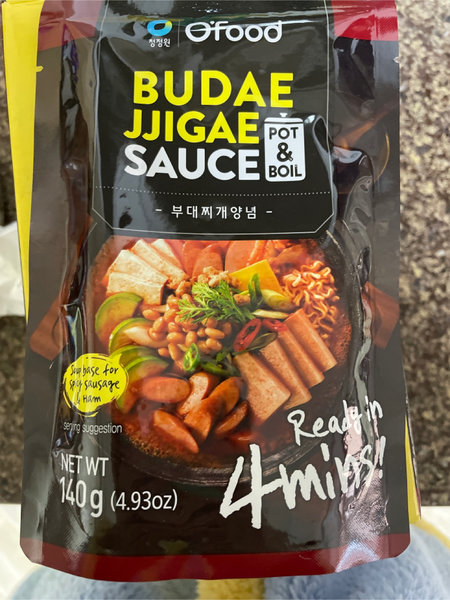 청정원 O'food
BUDAE
JJIGAE
SAUCE
POT
&
BOIL
- 부대찌개양념 -
Soup base for
spicy sausage
& Ham
serving suggestion
Ready in
4mins!!
NET WT
140g (4.93oz)